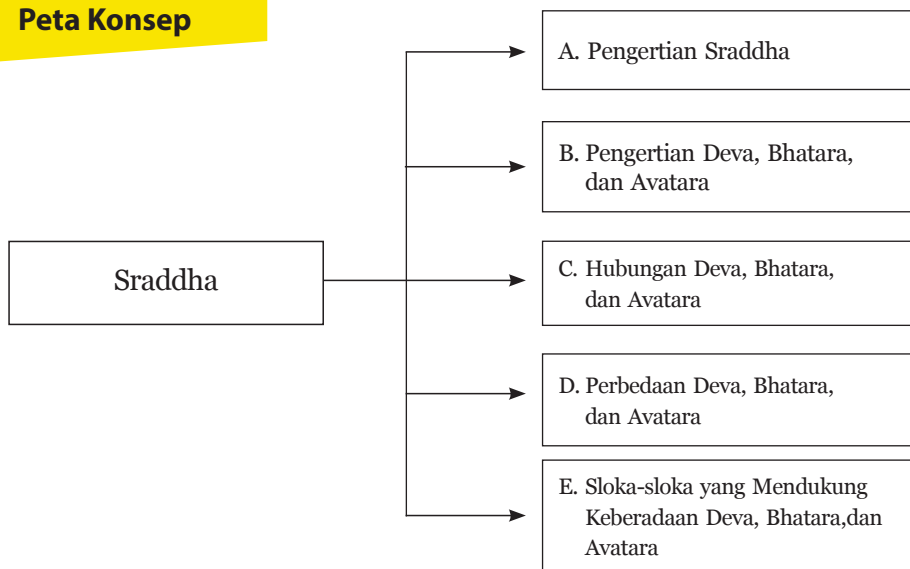 Peta Konsep
Sraddha
A. Pengertian Sraddha
B. Pengertian Deva, Bhatara,
dan Avatara
C. Hubungan Deva, Bhatara,
dan Avatara
D. Perbedaan Deva, Bhatara,
dan Avatara
E. Sloka-sloka yang Mendukung
Keberadaan Deva, Bhatara,dan
Avatara